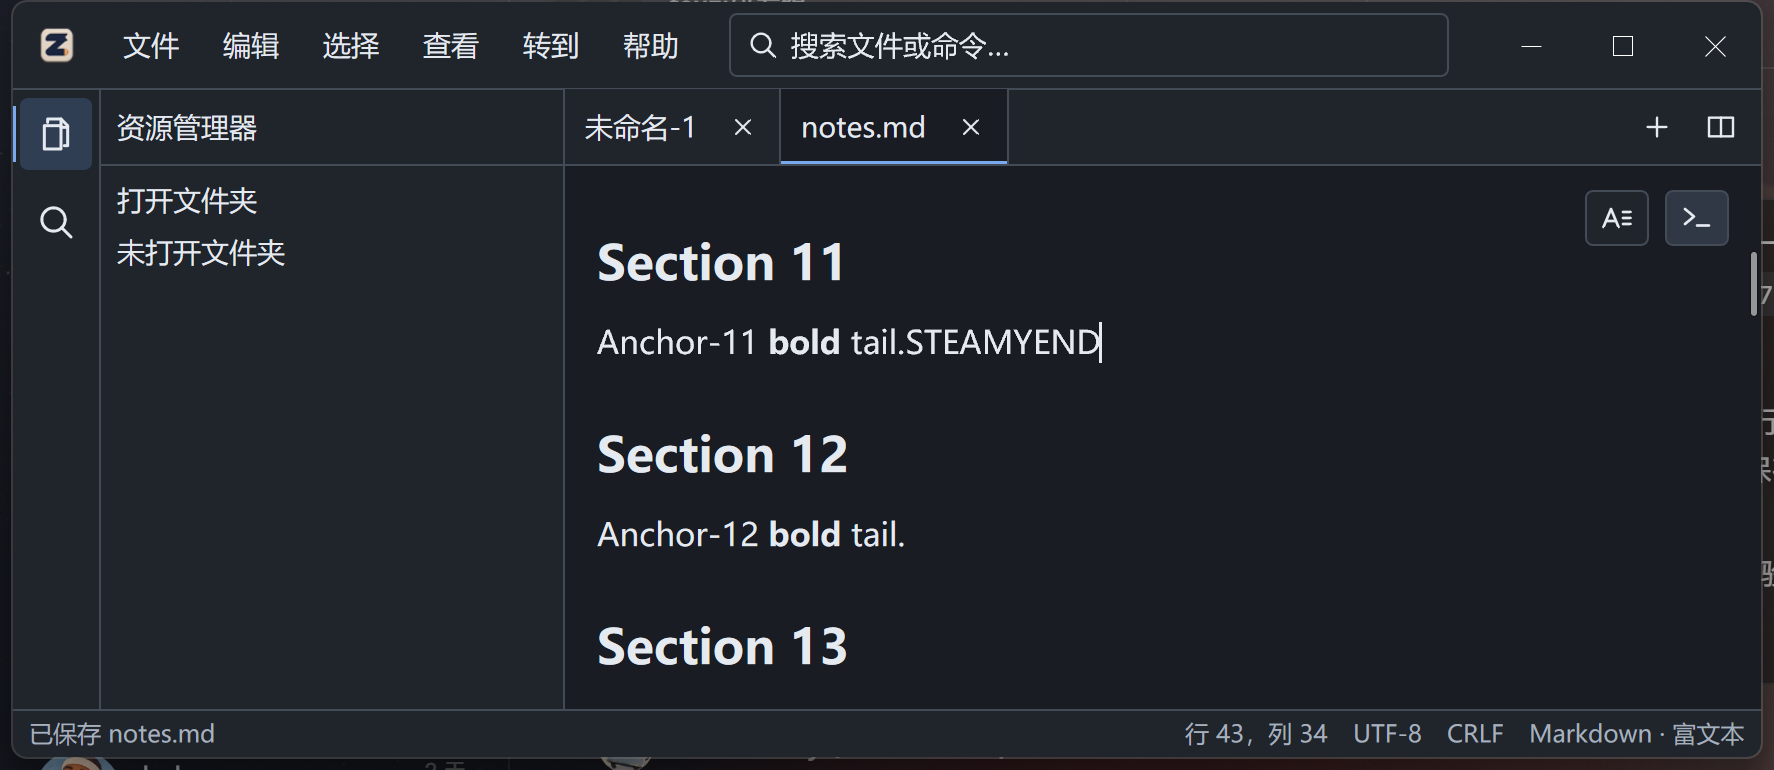 文件 编辑 选择 查看 转到 帮助 搜索文件或命令...
资源管理器 未命名-1 notes.md
打开文件夹
未打开文件夹
Section 11
Anchor-11 bold tail.STEAMYEND
Section 12
Anchor-12 bold tail.
Section 13
已保存 notes.md 行 43，列 34 UTF-8 CRLF Markdown · 富文本